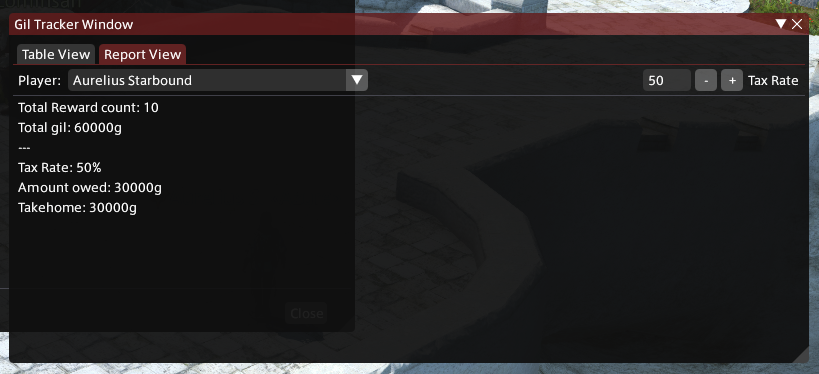 Gil Tracker Window
Table View Report View
Player: Aurelius Starbound 50 - + Tax Rate
Total Reward count: 10
Total gil: 60000g
---
Tax Rate: 50%
Amount owed: 30000g
Takehome: 30000g
Close